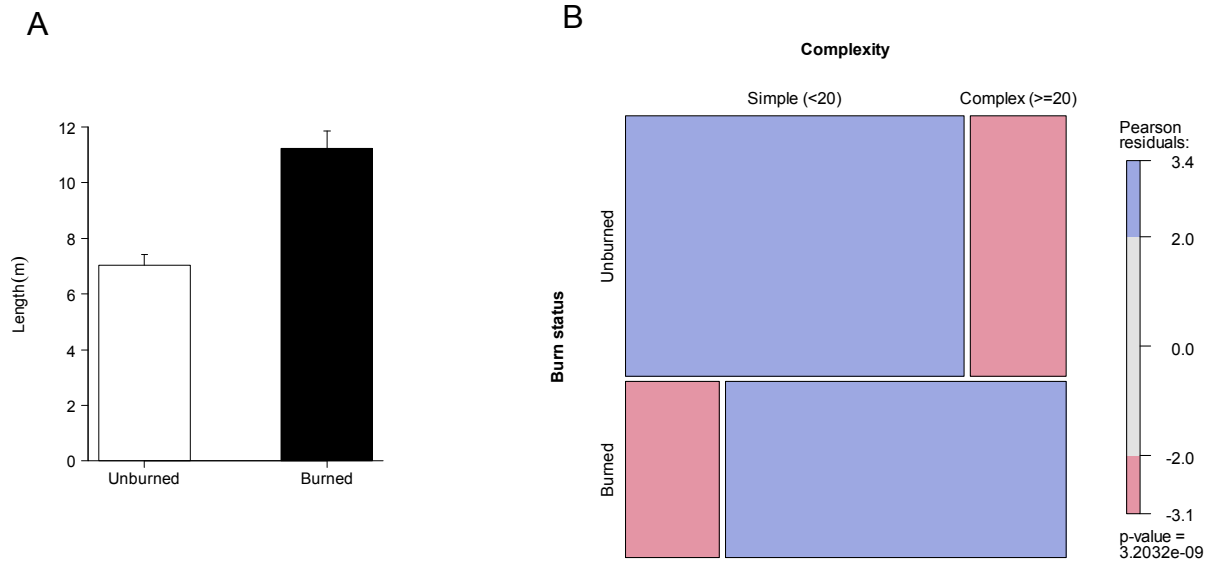 A
12
10
8
6
4
2
0
Length(m)
Unburned
Burned
B
Complexity
Simple (<20)
Complex (>=20)
Burn status
Unburned
Burned
Pearson
residuals:
3.4
2.0
0.0
-2.0
-3.1
p-value =
3.2032e-09